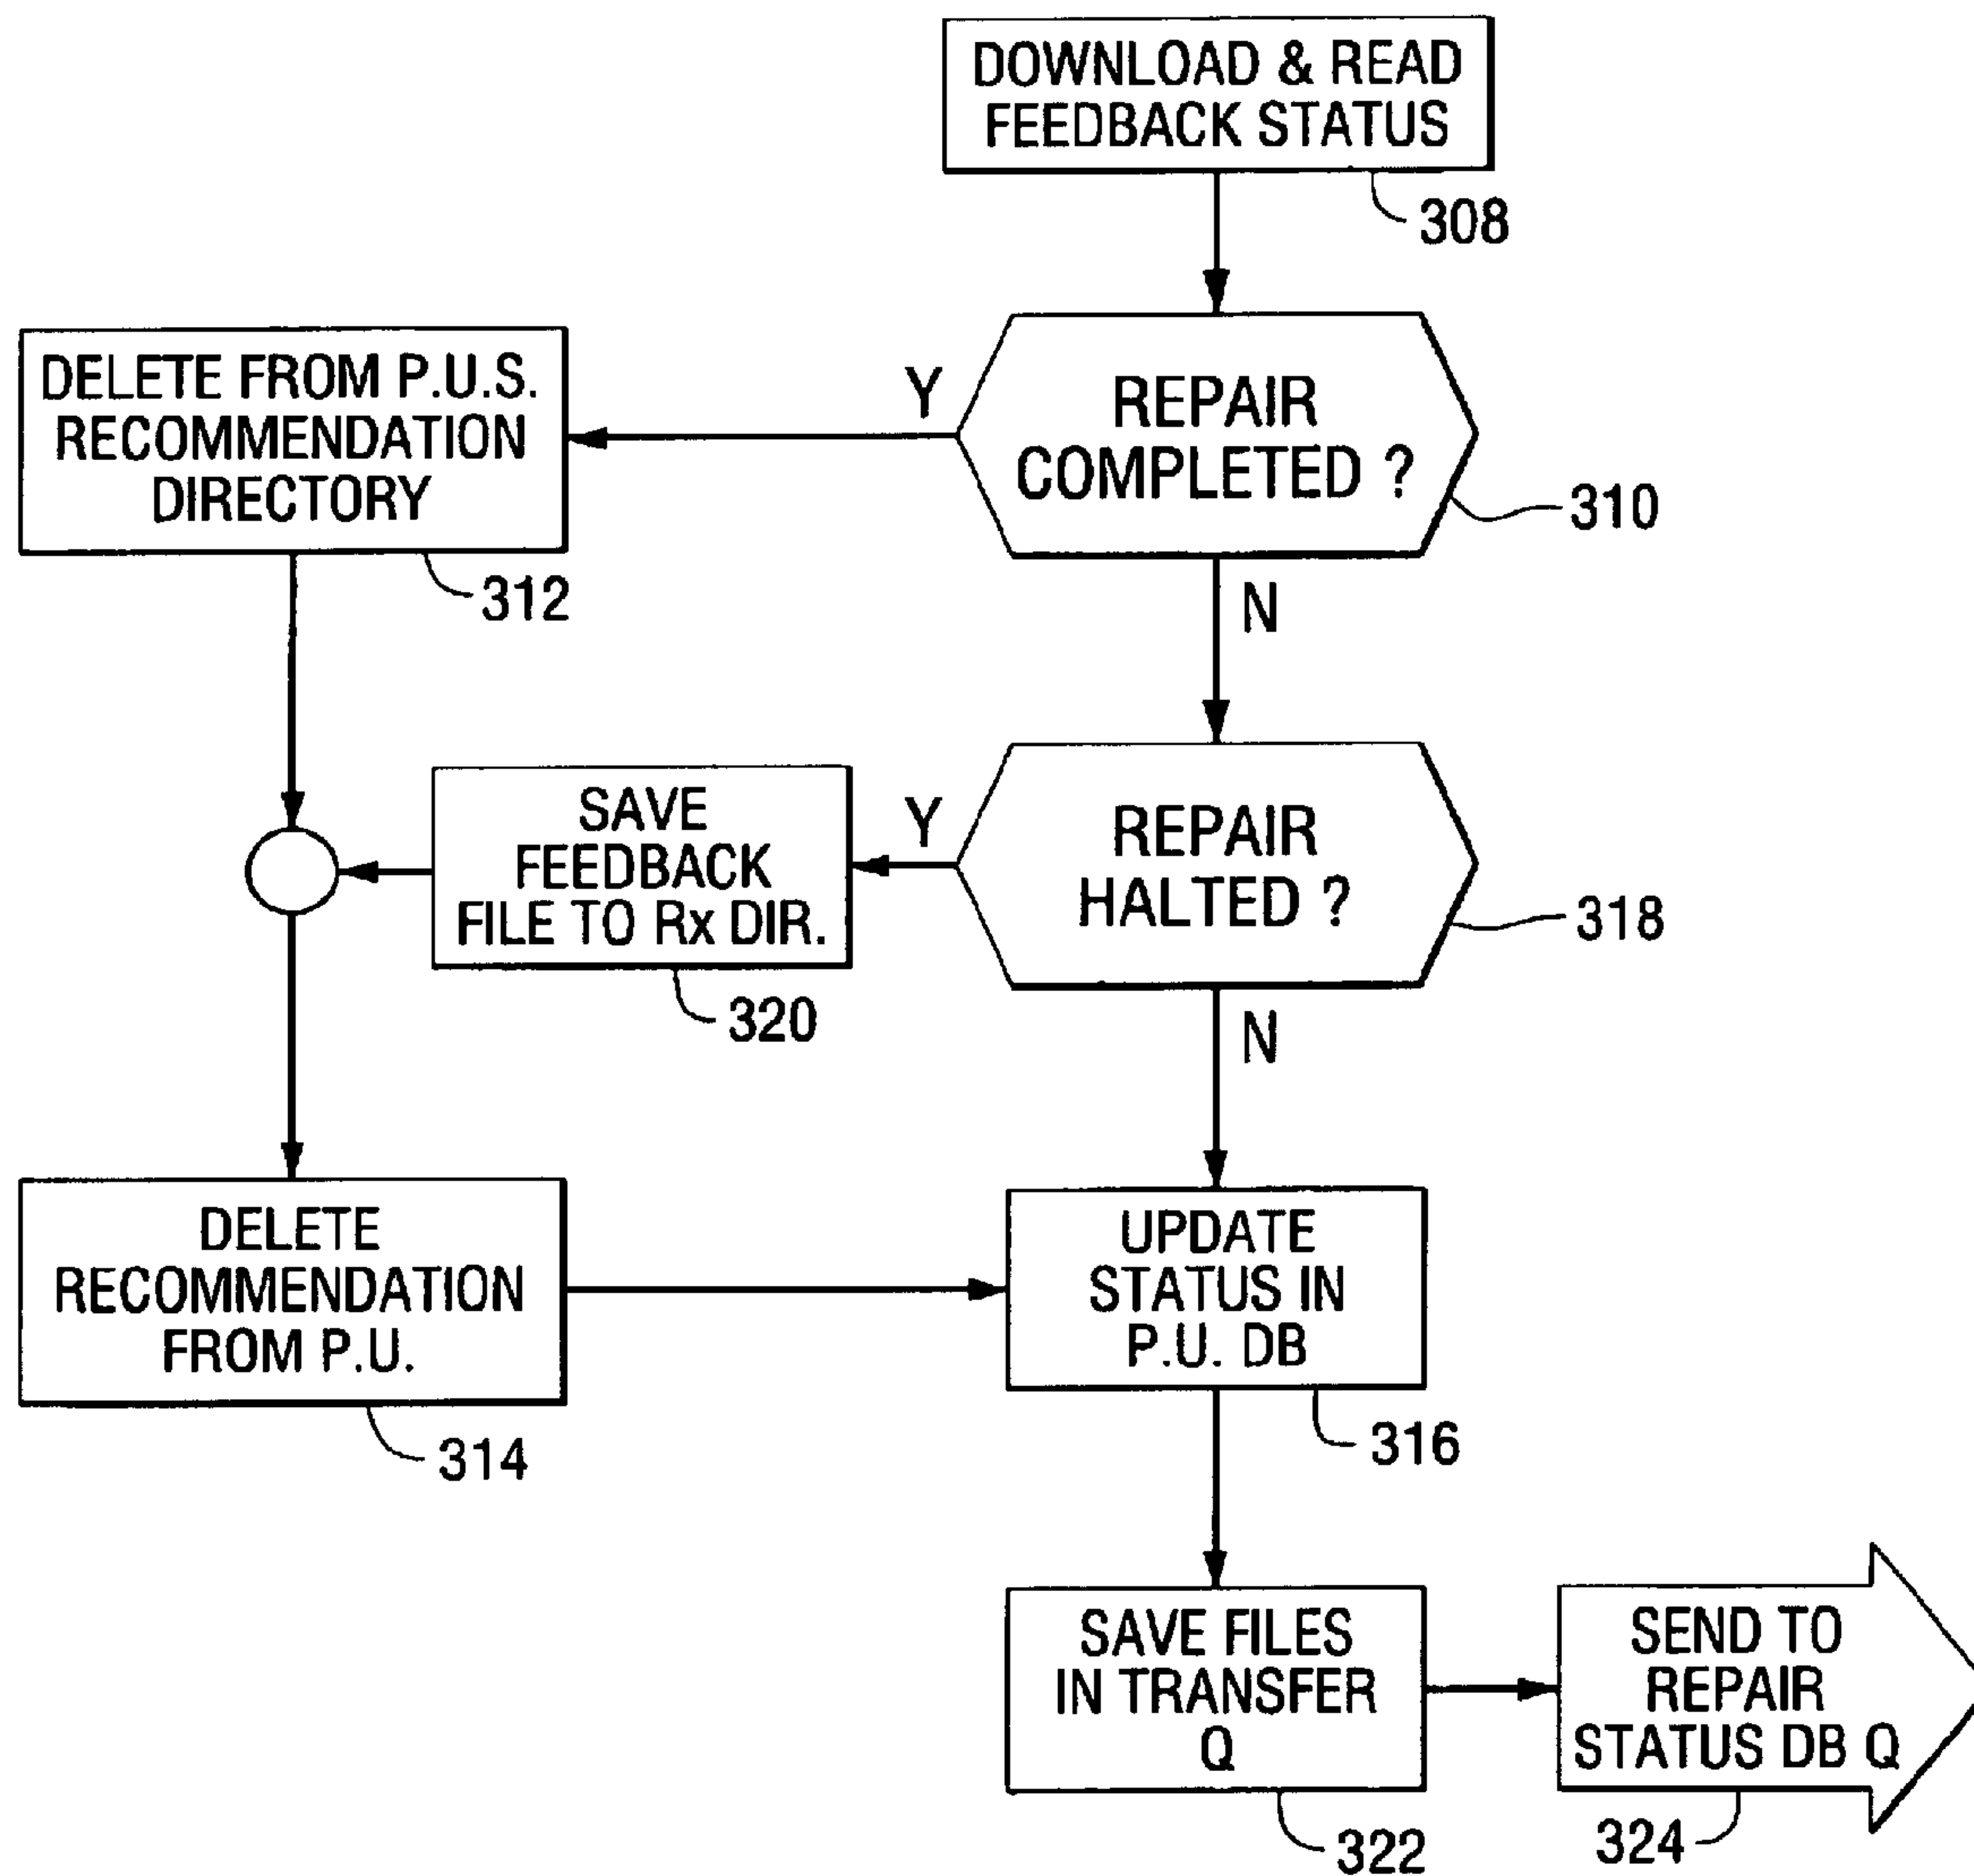 DOWNLOAD & READ
FEEDBACK STATUS
308
DELETE FROM P.U.S.
RECOMMENDATION
DIRECTORY
312
Y
REPAIR
COMPLETED ?
310
N
SAVE
FEEDBACK
FILE TO Rx DIR.
320
Y
REPAIR
HALTED ?
318
N
DELETE
RECOMMENDATION
FROM P.U.
314
UPDATE
STATUS IN
P.U. DB
316
SAVE FILES
IN TRANSFER
Q
322
SEND TO
REPAIR
STATUS DB Q
324